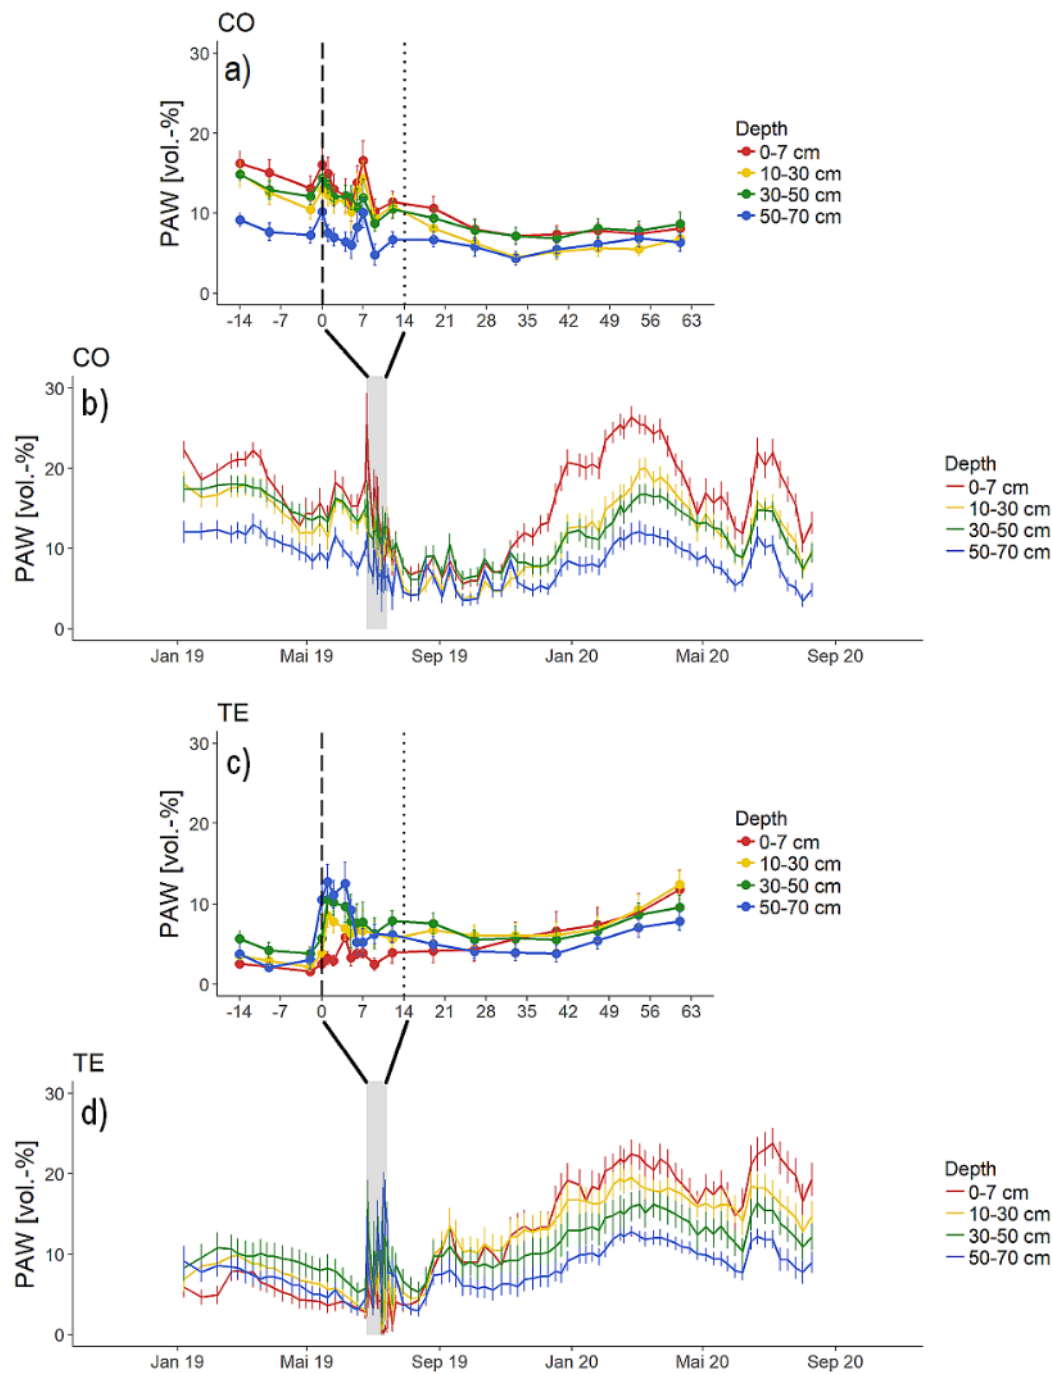 CO
a)
PAW [vol.-%]
30
20
10
0
-14 -7 0 7 14 21 28 35 42 49 56 63
Depth
0-7 cm
10-30 cm
30-50 cm
50-70 cm
CO
b)
PAW [vol.-%]
30
20
10
0
Jan 19 Mai 19 Sep 19 Jan 20 Mai 20 Sep 20
Depth
0-7 cm
10-30 cm
30-50 cm
50-70 cm
TE
c)
PAW [vol.-%]
30
20
10
0
-14 -7 0 7 14 21 28 35 42 49 56 63
Depth
0-7 cm
10-30 cm
30-50 cm
50-70 cm
TE
d)
PAW [vol.-%]
30
20
10
0
Jan 19 Mai 19 Sep 19 Jan 20 Mai 20 Sep 20
Depth
0-7 cm
10-30 cm
30-50 cm
50-70 cm